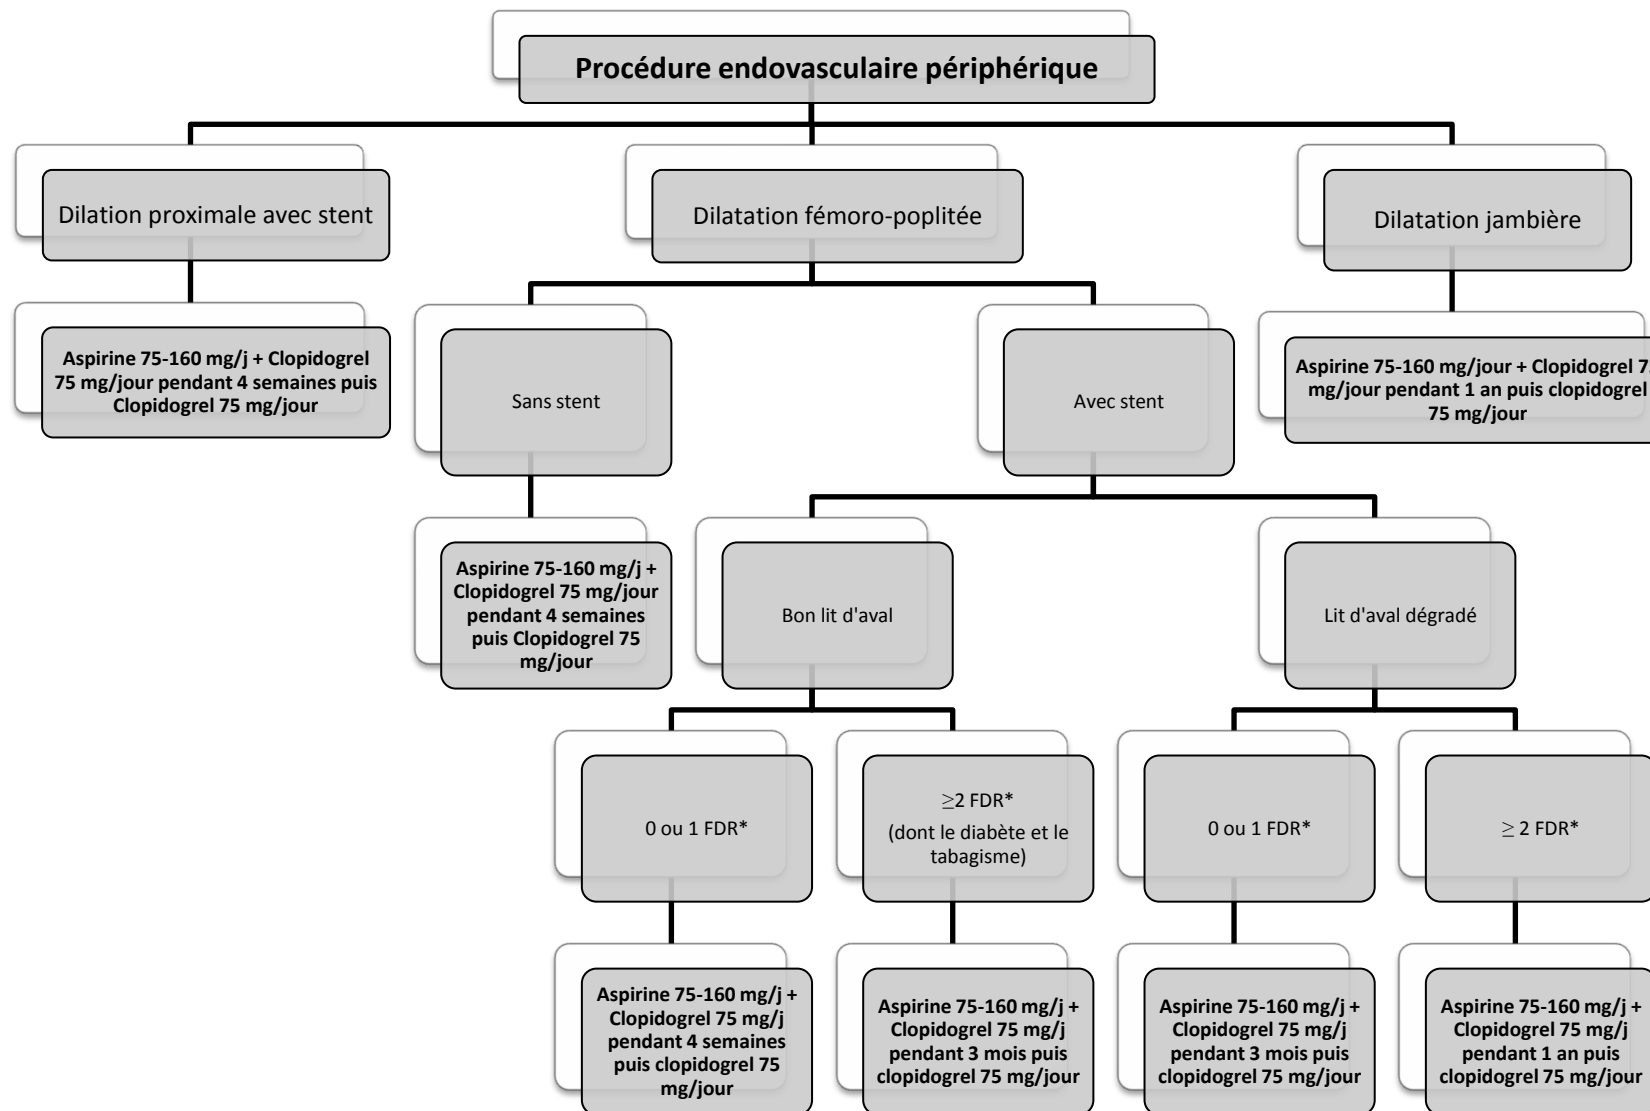 Procédure endovasculaire périphérique
Dilation proximale avec stent
Dilatation fémoro-poplitée
Dilatation jambière
Aspirine 75-160 mg/j + Clopidogrel
75 mg/jour pendant 4 semaines puis
Clopidogrel 75 mg/jour
Sans stent
Avec stent
Aspirine 75-160 mg/jour + Clopidogrel
mg/jour pendant 1 an puis clopidogrel
75 mg/jour
Aspirine 75-160 mg/j +
Clopidogrel 75 mg/jour
pendant 4 semaines
puis Clopidogrel 75
mg/jour
Bon lit d'aval
Lit d'aval dégradé
0 ou 1 FDR*
≥2 FDR*
(dont le diabète et le
tabagisme)
0 ou 1 FDR*
≥ 2 FDR*
Aspirine 75-160 mg/j +
Clopidogrel 75 mg/j
pendant 4 semaines
puis clopidogrel 75
mg/jour
Aspirine 75-160 mg/j +
Clopidogrel 75 mg/j
pendant 3 mois puis
clopidogrel 75 mg/jour
Aspirine 75-160 mg/j +
Clopidogrel 75 mg/j
pendant 3 mois puis
clopidogrel 75 mg/jour
Aspirine 75-160 mg/j +
Clopidogrel 75 mg/j
pendant 1 an puis
clopidogrel 75 mg/jour